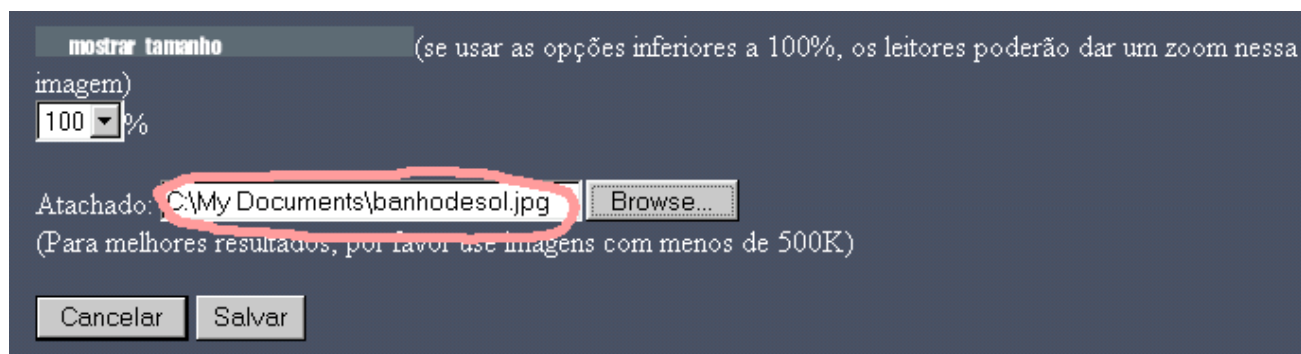 mostrar tamanho (se usar as opções inferiores a 100%, os leitores poderão dar um zoom nessa
imagem)
100 %
Atachado: C:\My Documents\banhodesol.jpg Browse...
(Para melhores resultados, por favor use imagens com menos de 500K)
Cancelar Salvar